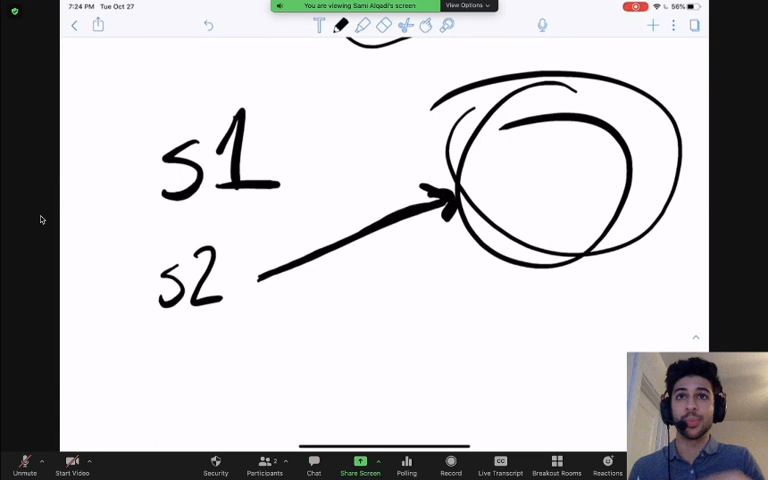 7:24 PM Tue Oct 27
You are viewing Sami Alqadi's screen
View Options
56%
T
s1
s2
Unmute
Start Video
Security
Participants
2
Chat
Share Screen
Polling
Record
CC
Live Transcript
Breakout Rooms
Reactions